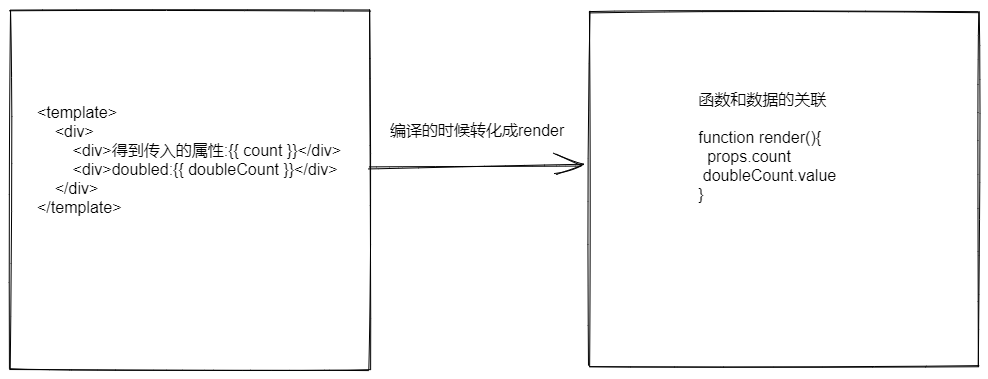 <template>
<div>
<div>得到传入的属性:{{ count }}</div>
<div>doubled:{{ doubleCount }}</div>
</div>
</template>
编译的时候转化成render
函数和数据的关联
function render(){
props.count
doubleCount.value
}